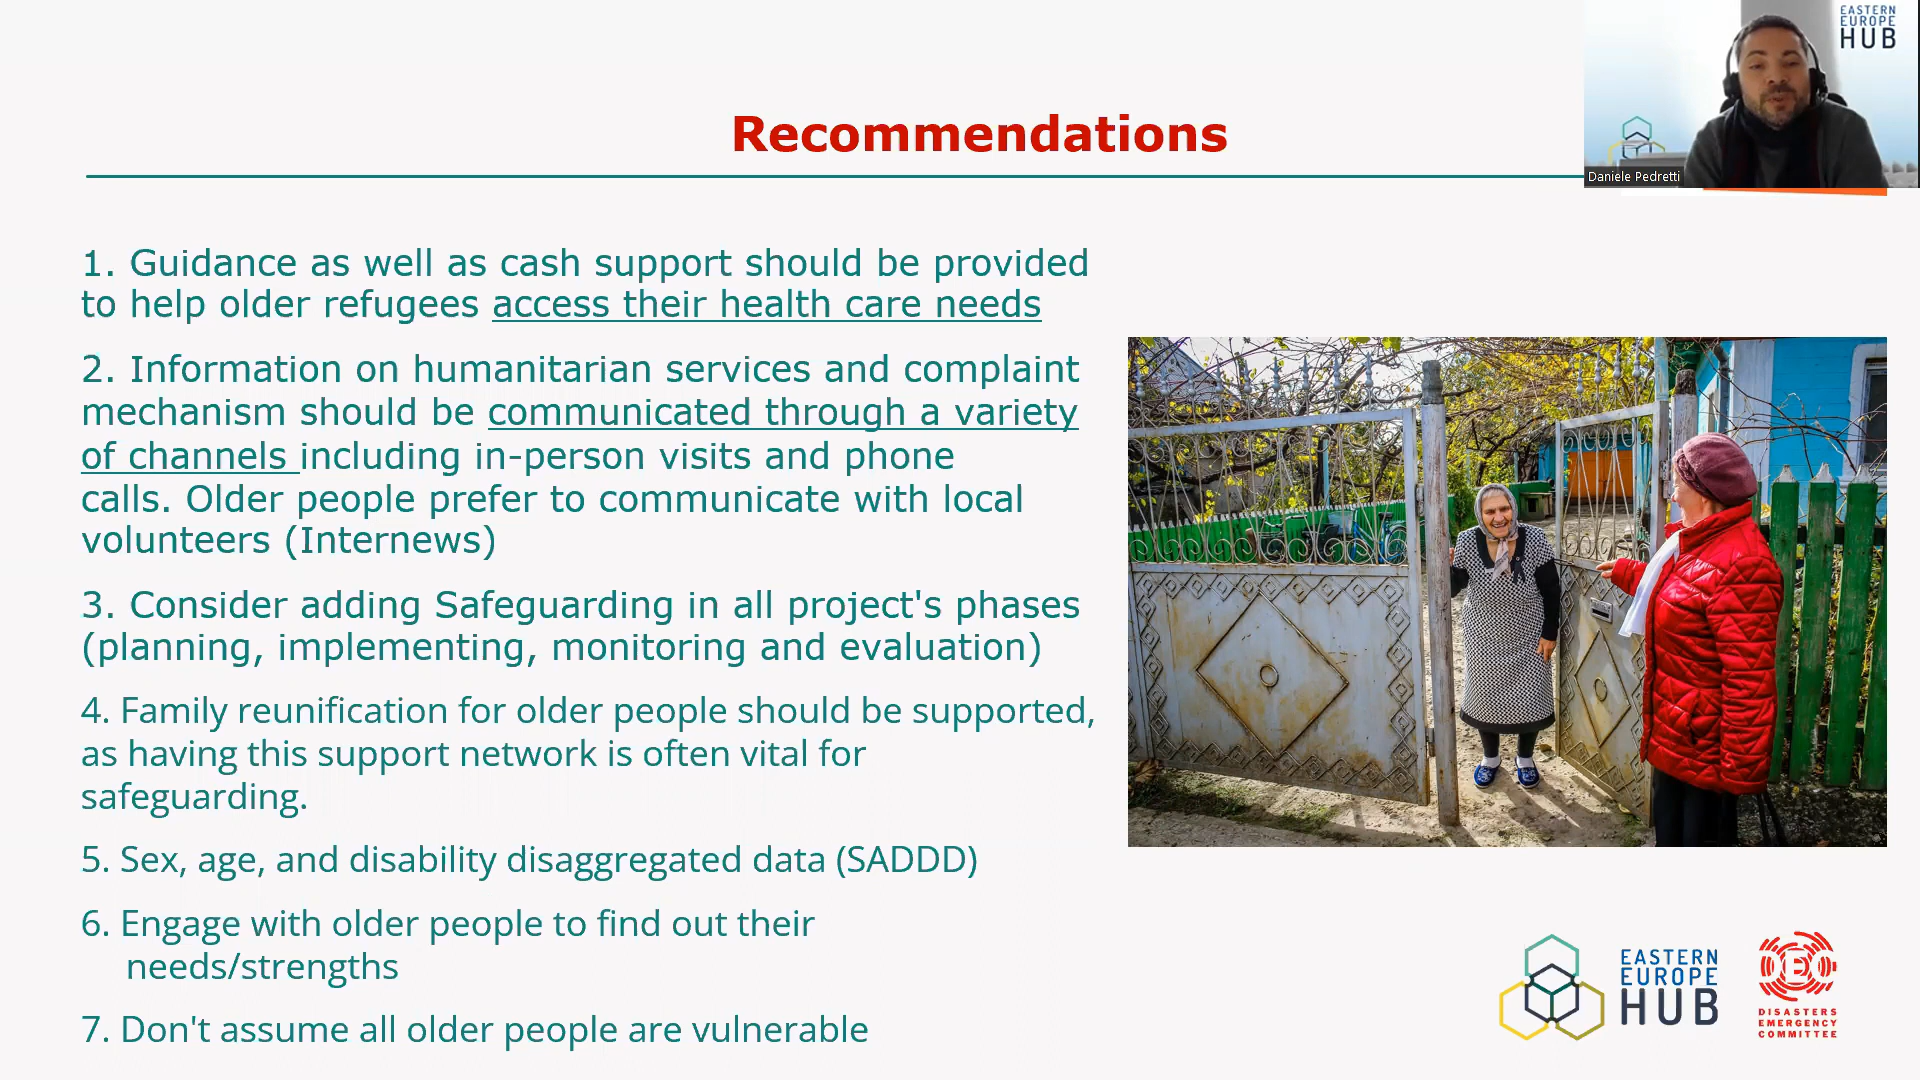 EASTERN
EUROPE
HUB
Daniele Pedretti
Recommendations
1. Guidance as well as cash support should be provided
to help older refugees access their health care needs
2. Information on humanitarian services and complaint
mechanism should be communicated through a variety
of channels including in-person visits and phone
calls. Older people prefer to communicate with local
volunteers (Internews)
3. Consider adding Safeguarding in all project's phases
(planning, implementing, monitoring and evaluation)
4. Family reunification for older people should be supported,
as having this support network is often vital for
safeguarding.
5. Sex, age, and disability disaggregated data (SADDD)
6. Engage with older people to find out their
needs/strengths
7. Don't assume all older people are vulnerable
EASTERN
EUROPE
HUB
DEC
DISASTERS
EMERGENCY
COMMITTEE